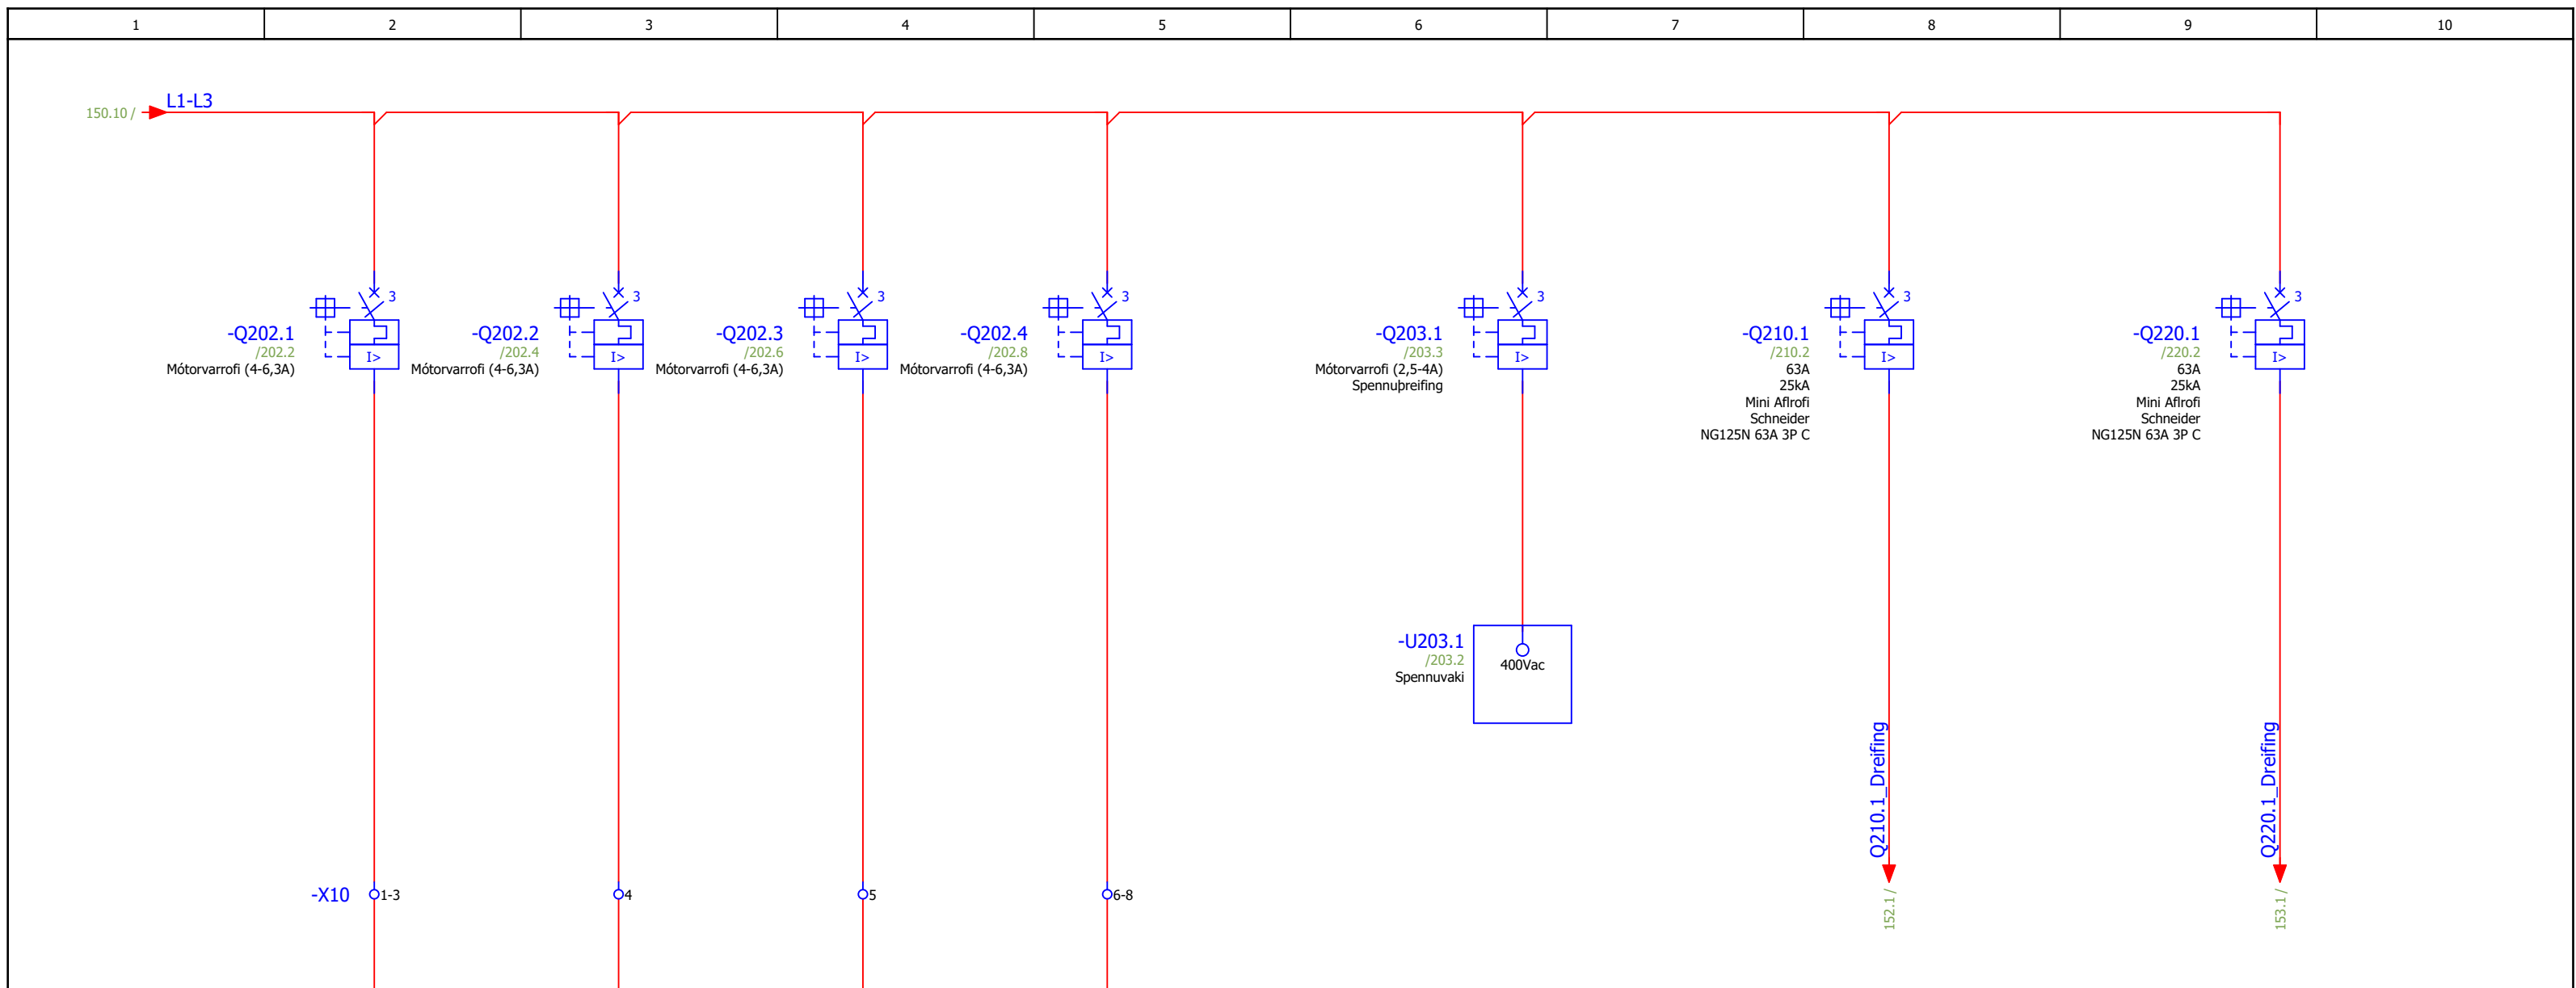 1 2 3 4 5 6 7 8 9 10
150.10 /
L1-L3
3 3 3 3 3 3 3
-Q202.1
/202.2
Mótorvarrofi (4-6,3A)
I>
-Q202.2
/202.4
Mótorvarrofi (4-6,3A)
I>
-Q202.3
/202.6
Mótorvarrofi (4-6,3A)
I>
-Q202.4
/202.8
Mótorvarrofi (4-6,3A)
I>
-Q203.1
/203.3
Mótorvarrofi (2,5-4A)
Spennuþreifing
I>
-Q210.1
/210.2
63A
25kA
Mini Aflrofi
Schneider
NG125N 63A 3P C
I>
-Q220.1
/220.2
63A
25kA
Mini Aflrofi
Schneider
NG125N 63A 3P C
I>
-U203.1
/203.2
Spennuvaki
400Vac
Q210.1_Dreifing
152.1 /
Q220.1_Dreifing
153.1 /
-X10 1-3 4 5 6-8